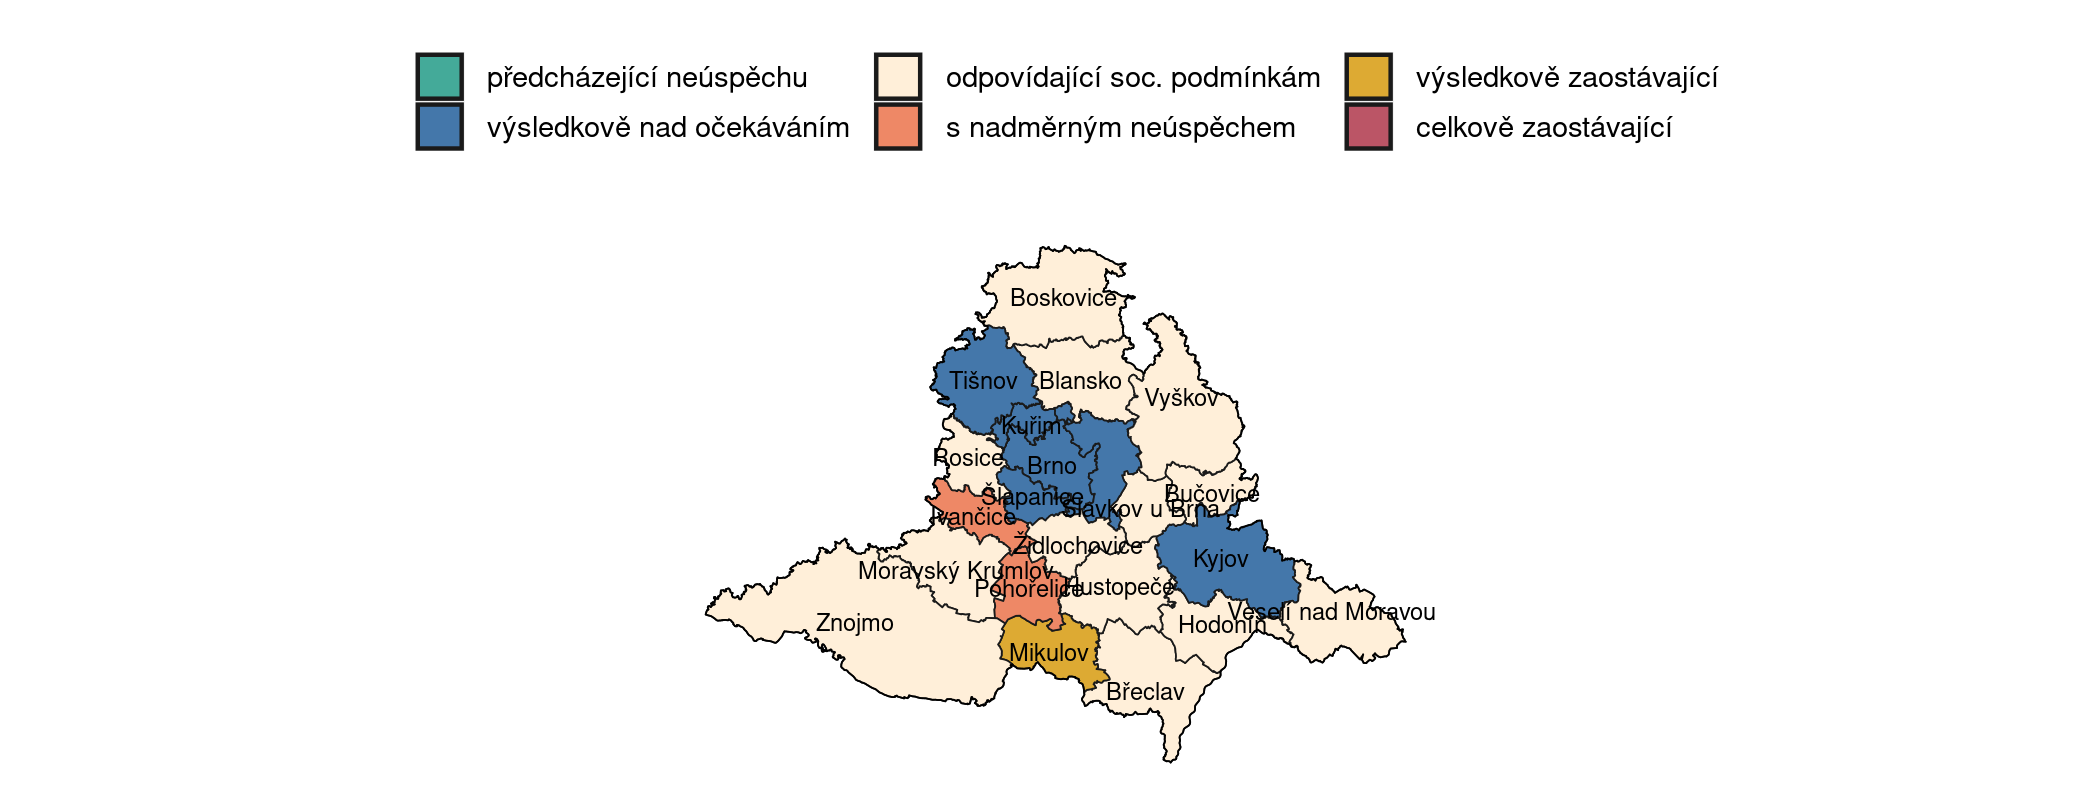 předcházející neúspěchu
odpovídající soc. podmínkám
výsledkově zaostávající
výsledkově nad očekáváním
s nadměrným neúspěchem
celkově zaostávající
Boskovice
Tišnov
Blansko
Vyškov
Kuřim
Rosice
Brno
Šlapanice
Bučovice
Slavkov u Brna
Ivančice
Židlochovice
Kyjov
Moravský Krumlov
Pohořelice
Hustopeče
Veselí nad Moravou
Znojmo
Hodonín
Mikulov
Břeclav